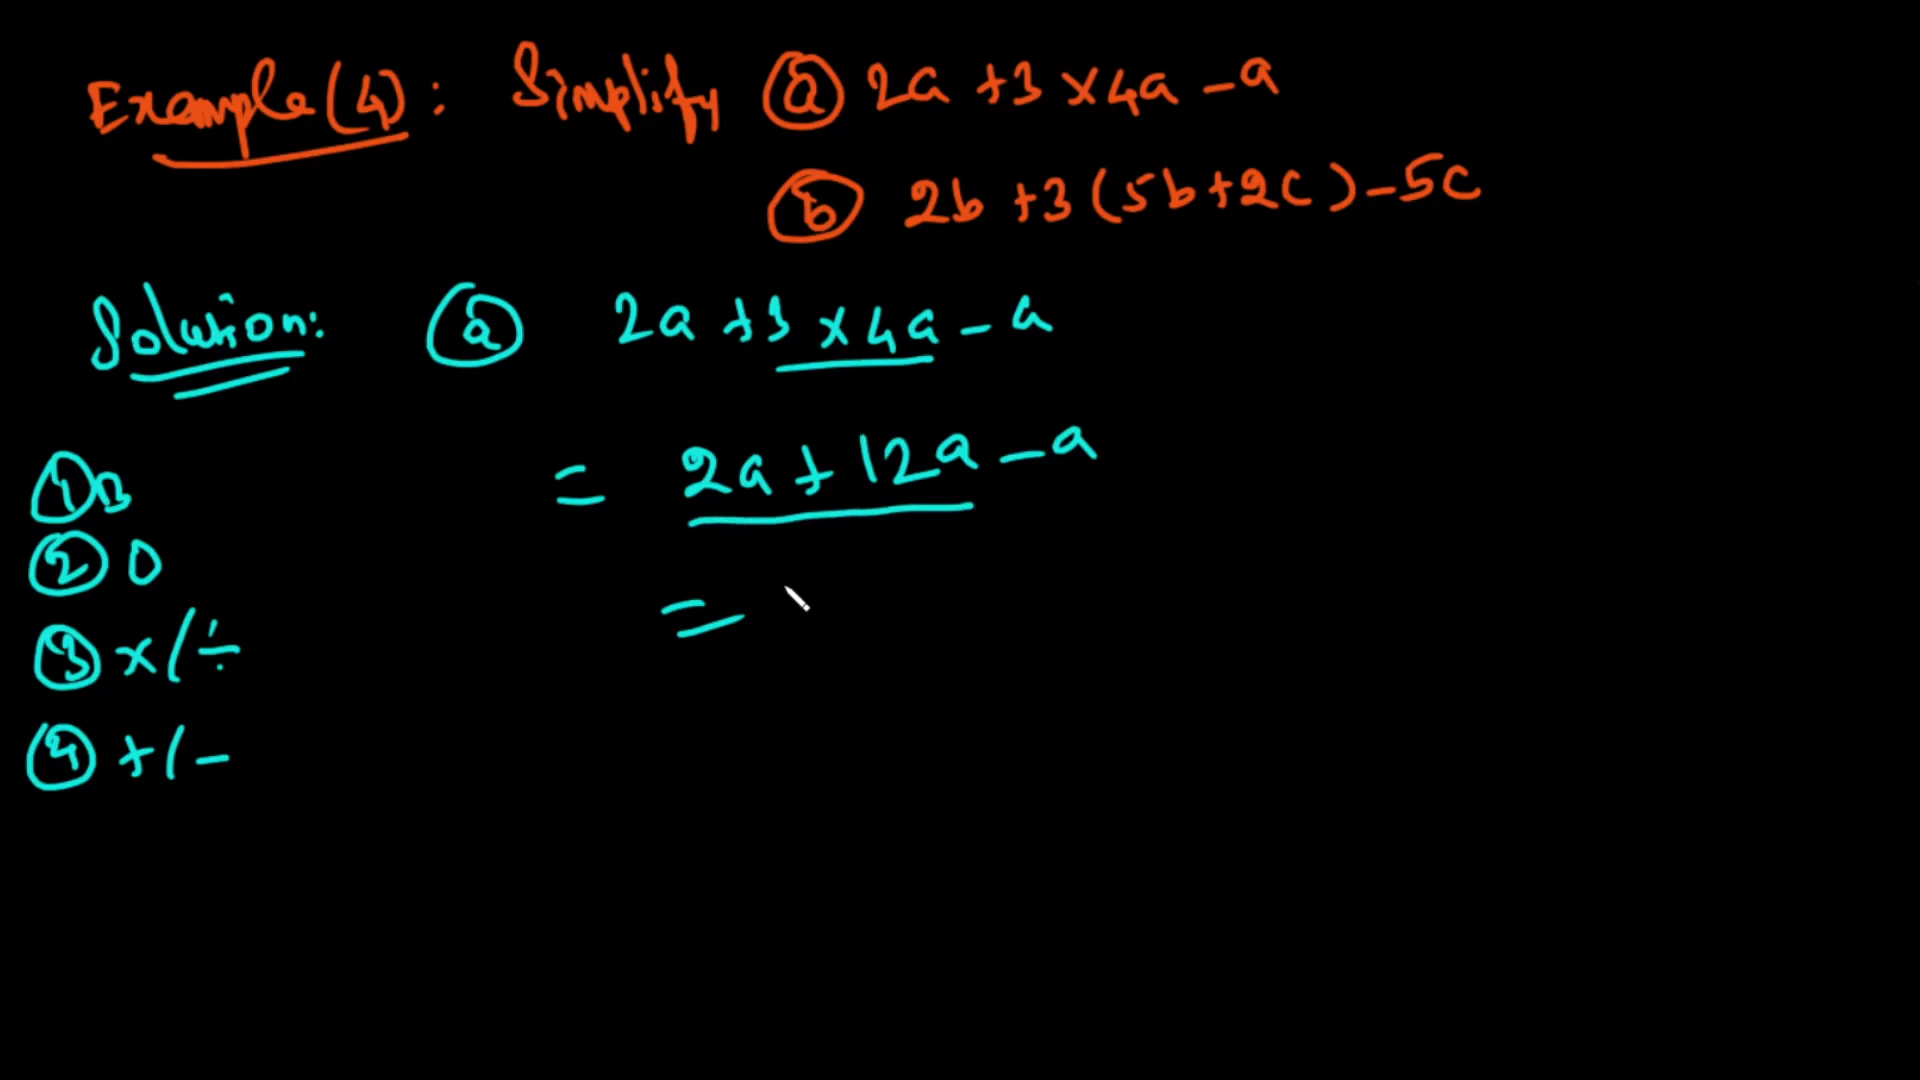 Example (4) : Simplify ⓐ 2a + 3 × 4a - a
ⓑ 2b + 3 (5b + 2c) - 5c
Solution: ⓐ 2a + 3 × 4a - a
① B
= 2a + 12a - a
② O
=
③ × / ÷
④ + / -